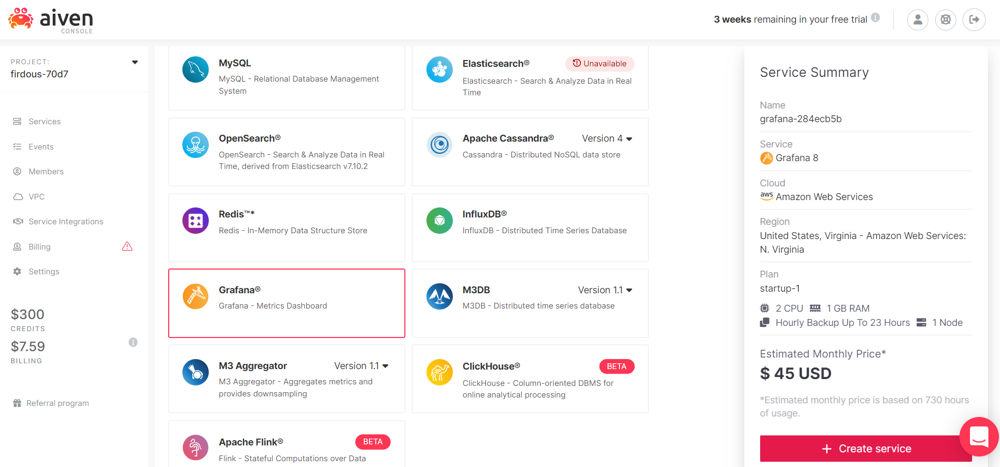 aiven
CONSOLE
3 weeks remaining in your free trial
PROJECT:
firdous-70d7
Services
Events
Members
VPC
Service Integrations
Billing
Settings
$300
CREDITS
$7.59
BILLING
Referral program
MySQL
MySQL - Relational Database Management
System
Elasticsearch®
Unavailable
Elasticsearch - Search & Analyze Data in Real
Time
OpenSearch®
OpenSearch - Search & Analyze Data in Real
Time, derived from Elasticsearch v7.10.2
Apache Cassandra®
Version 4
Cassandra - Distributed NoSQL data store
Redis™*
Redis - In-Memory Data Structure Store
InfluxDB®
InfluxDB - Distributed Time Series Database
Grafana®
Grafana - Metrics Dashboard
M3DB
Version 1.1
M3DB - Distributed time series database
M3 Aggregator
Version 1.1
M3 Aggregator - Aggregates metrics and
provides downsampling
ClickHouse®
BETA
ClickHouse - Column-oriented DBMS for
online analytical processing
Apache Flink®
BETA
Flink - Stateful Computations over Data
Service Summary
Name
grafana-284ecb5b
Service
Grafana 8
Cloud
aws Amazon Web Services
Region
United States, Virginia - Amazon Web Services:
N. Virginia
Plan
startup-1
2 CPU 1 GB RAM
Hourly Backup Up To 23 Hours 1 Node
Estimated Monthly Price*
$ 45 USD
*Estimated monthly price is based on 730 hours
of usage.
+ Create service